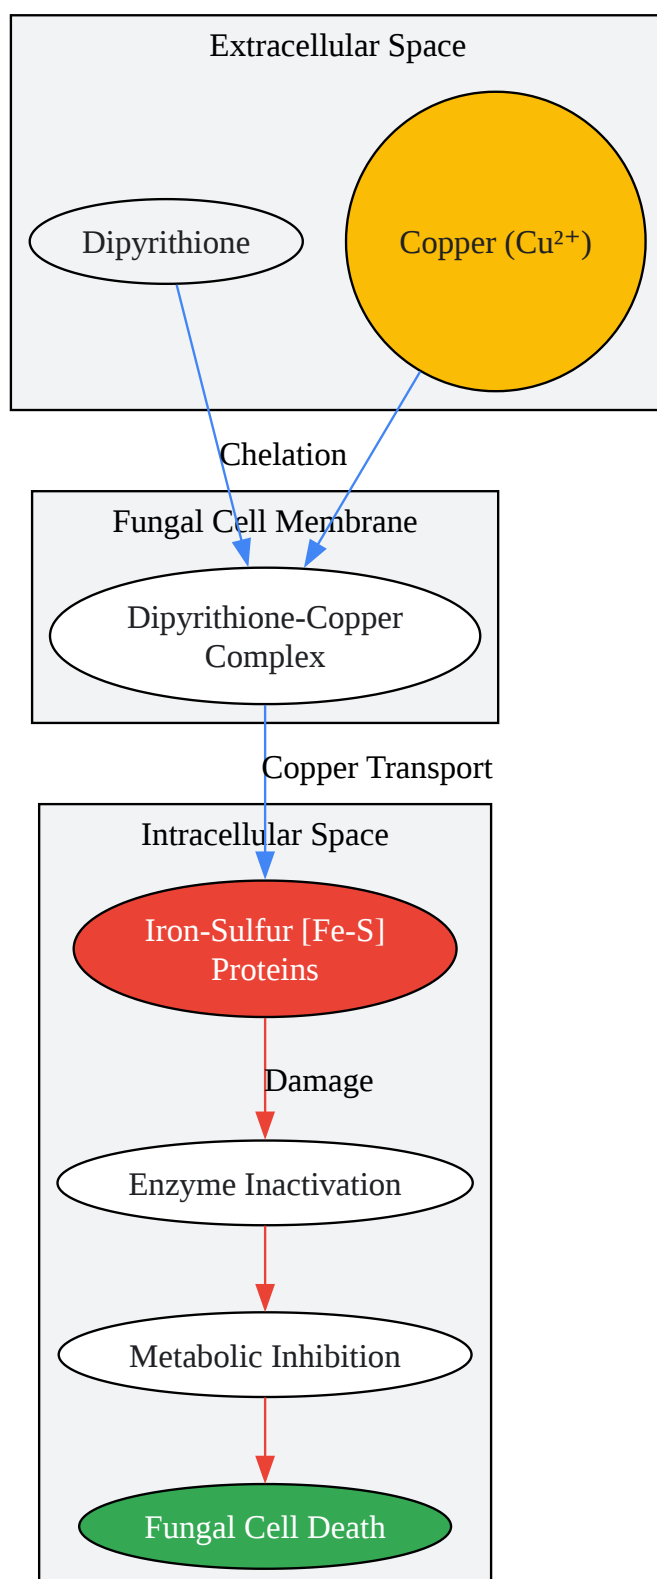 Extracellular Space
Dipyrithione
Copper (Cu²⁺)
Chelation
Fungal Cell Membrane
Dipyrithione-Copper
Complex
Copper Transport
Intracellular Space
Iron-Sulfur [Fe-S]
Proteins
Damage
Enzyme Inactivation
Metabolic Inhibition
Fungal Cell Death